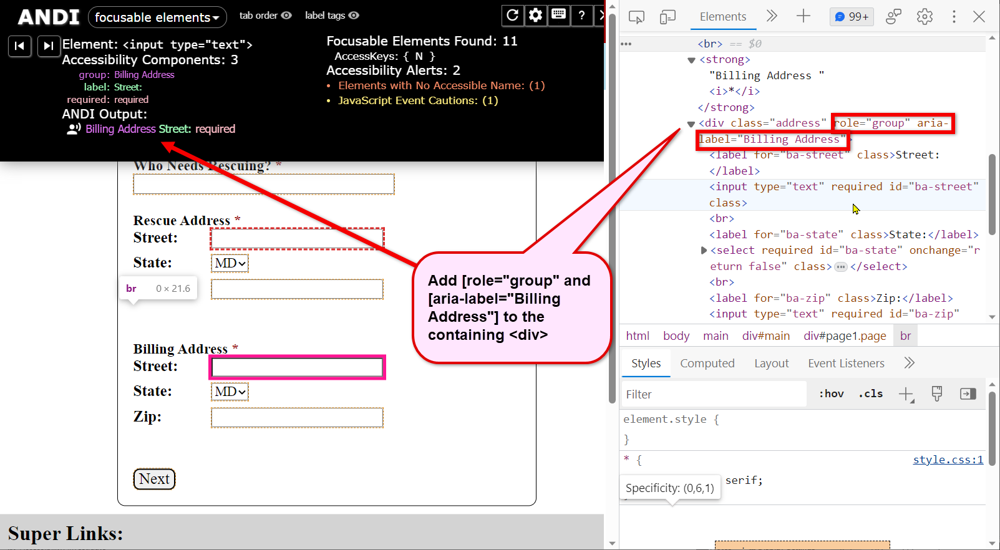 ANDI focusable elements tab order label tags ?
Element: <input type="text">
Accessibility Components: 3
group: Billing Address
label: Street:
required: required
ANDI Output:
Billing Address Street: required
Focusable Elements Found: 11
AccessKeys: { N }
Accessibility Alerts: 2
• Elements with No Accessible Name: (1)
• JavaScript Event Cautions: (1)
Who Needs Rescuing? *
Rescue Address *
Street:
State: MD
br 0 × 21.6
Billing Address *
Street:
State: MD
Zip:
Next
Super Links:
Add [role="group" and
[aria-label="Billing
Address"] to the
containing <div>
Elements 99+
<br> == $0
<strong>
"Billing Address "
<i>*</i>
</strong>
<div class="address" role="group" aria-
label="Billing Address">
<label for="ba-street" class>Street:
</label>
<input type="text" required id="ba-street"
class>
<br>
<label for="ba-state" class>State:</label>
<select required id="ba-state" onchange="r
eturn false" class>…</select>
<br>
<label for="ba-zip" class>Zip:</label>
<input type="text" required id="ba-zip"
html body main div#main div#page1.page br
Styles Computed Layout Event Listeners
Filter :hov .cls
element.style {
}
* {
style.css:1
serif;
Specificity: (0,6,1)